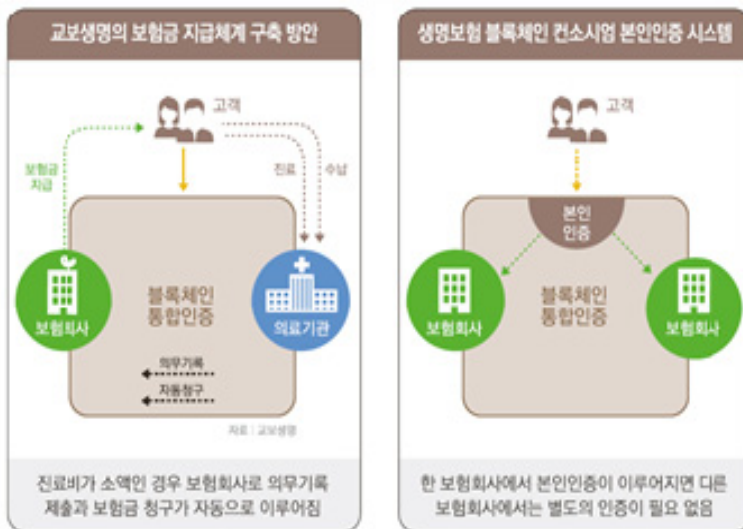 교보생명의 보험금 지급체계 구축 방안
고객
보험금
지급
진료
수납
블록체인
통합인증
보험회사
의료기관
의무기록
자동청구
자료 : 교보생명
진료비가 소액인 경우 보험회사로 의무기록
제출과 보험금 청구가 자동으로 이루어짐
생명보험 블록체인 컨소시엄 본인인증 시스템
고객
본인
인증
보험회사
블록체인
통합인증
보험회사
한 보험회사에서 본인인증이 이루어지면 다른
보험회사에서는 별도의 인증이 필요 없음